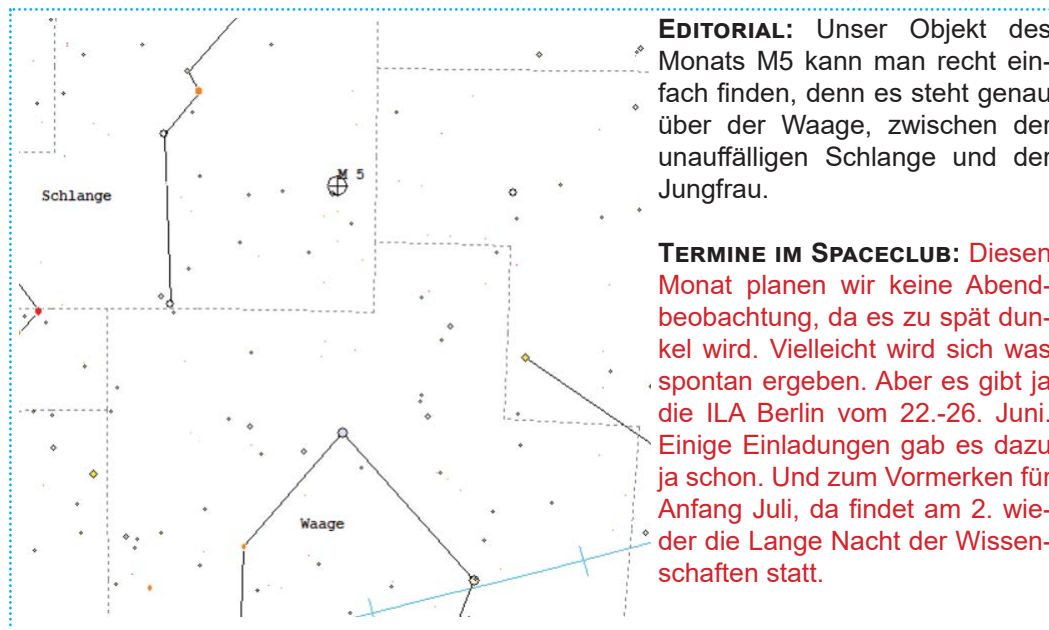 M 5
Schlange
Waage
EDITORIAL: Unser Objekt des
Monats M5 kann man recht ein-
fach finden, denn es steht genau
über der Waage, zwischen der
unauffälligen Schlange und der
Jungfrau.
TERMINE IM SPACECLUB: Diesen
Monat planen wir keine Abend-
beobachtung, da es zu spät dun-
kel wird. Vielleicht wird sich was
spontan ergeben. Aber es gibt ja
die ILA Berlin vom 22.-26. Juni.
Einige Einladungen gab es dazu
ja schon. Und zum Vormerken für
Anfang Juli, da findet am 2. wie-
der die Lange Nacht der Wissen-
schaften statt.